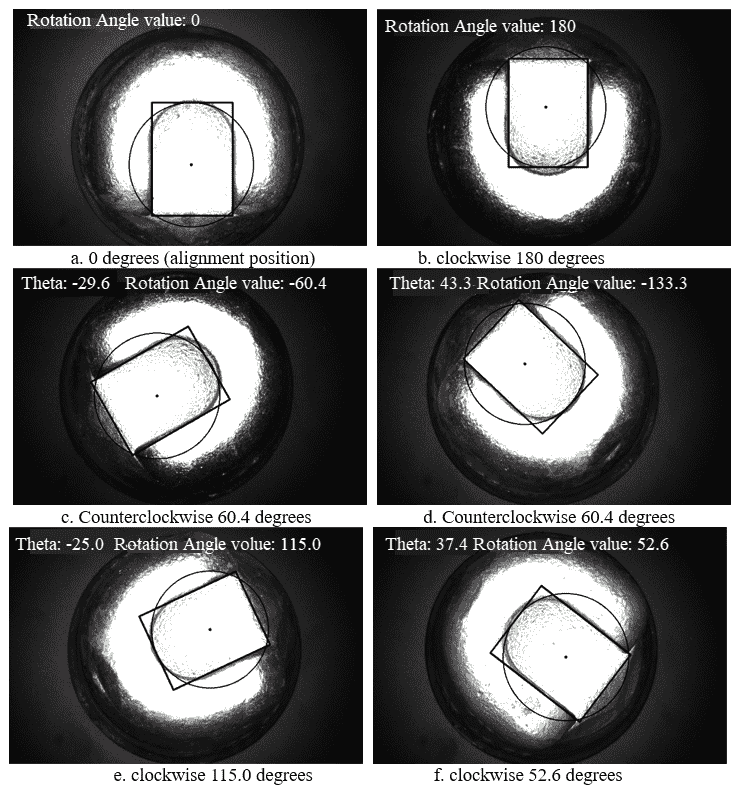 Rotation Angle value: 0
Rotation Angle value: 180
a. 0 degrees (alignment position)
b. clockwise 180 degrees
Theta: -29.6 Rotation Angle value: -60.4
Theta: 43.3 Rotation Angle value: -133.3
c. Counterclockwise 60.4 degrees
d. Counterclockwise 60.4 degrees
Theta: -25.0 Rotation Angle volue: 115.0
Theta: 37.4 Rotation Angle value: 52.6
e. clockwise 115.0 degrees
f. clockwise 52.6 degrees